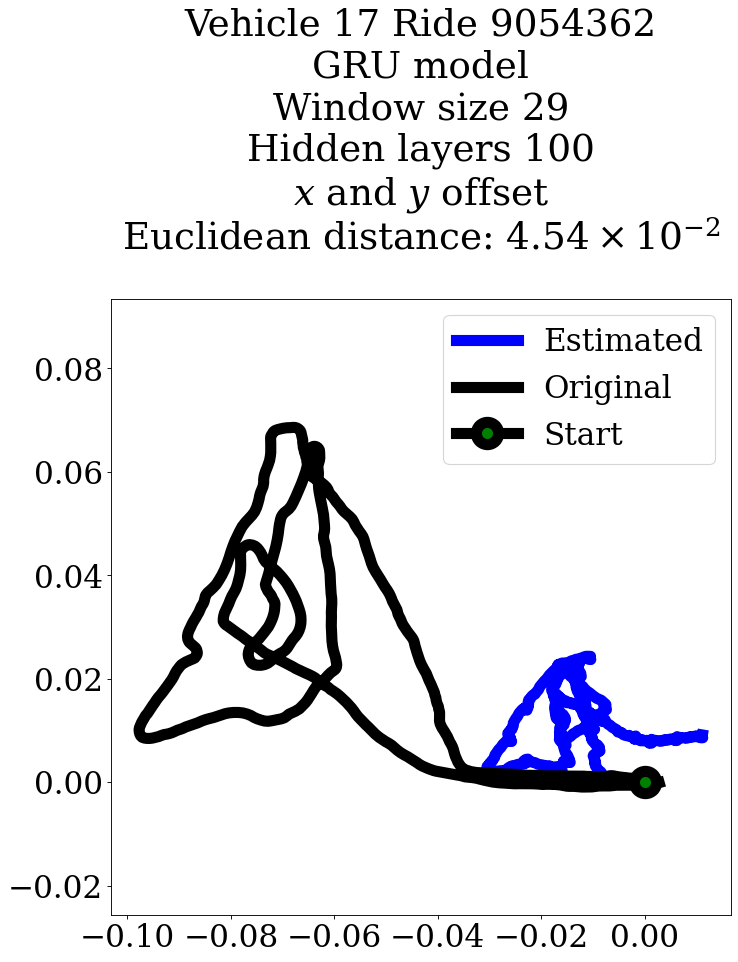 Vehicle 17 Ride 9054362
GRU model
Window size 29
Hidden layers 100
x and y offset
Euclidean distance: 4.54 × 10⁻²
Estimated
Original
Start
0.08
0.06
0.04
0.02
0.00
−0.02
−0.10 −0.08 −0.06 −0.04 −0.02 0.00